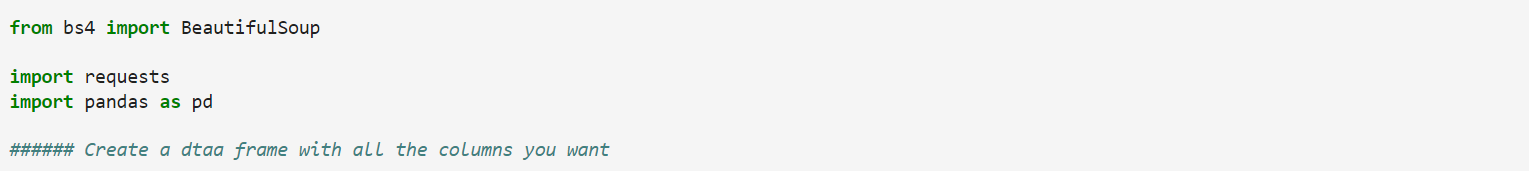 from bs4 import BeautifulSoup
import requests
import pandas as pd
###### Create a dtaa frame with all the columns you want